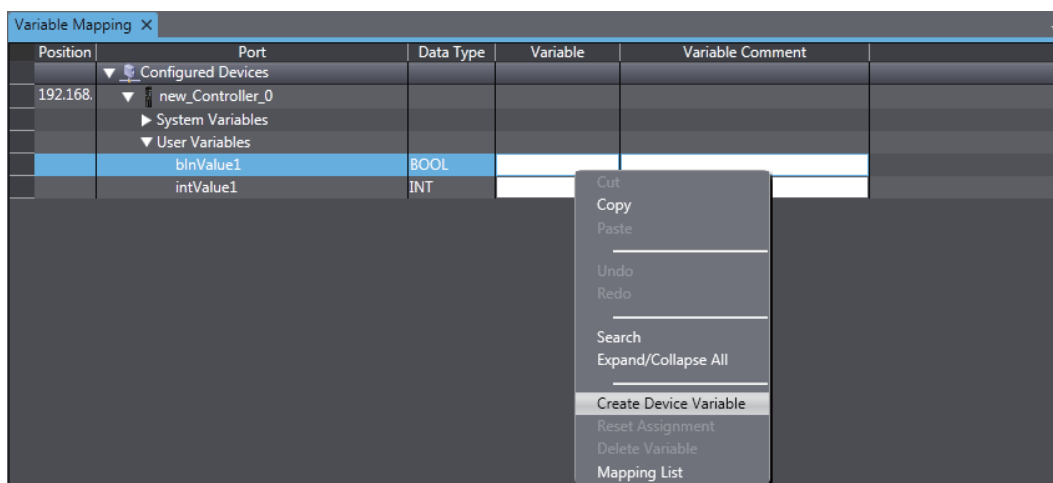 Variable Mapping X
Position Port Data Type Variable Variable Comment
Configured Devices
192.168. new_Controller_0
System Variables
User Variables
blnValue1 BOOL
intValue1 INT
Cut
Copy
Paste
Undo
Redo
Search
Expand/Collapse All
Create Device Variable
Reset Assignment
Delete Variable
Mapping List